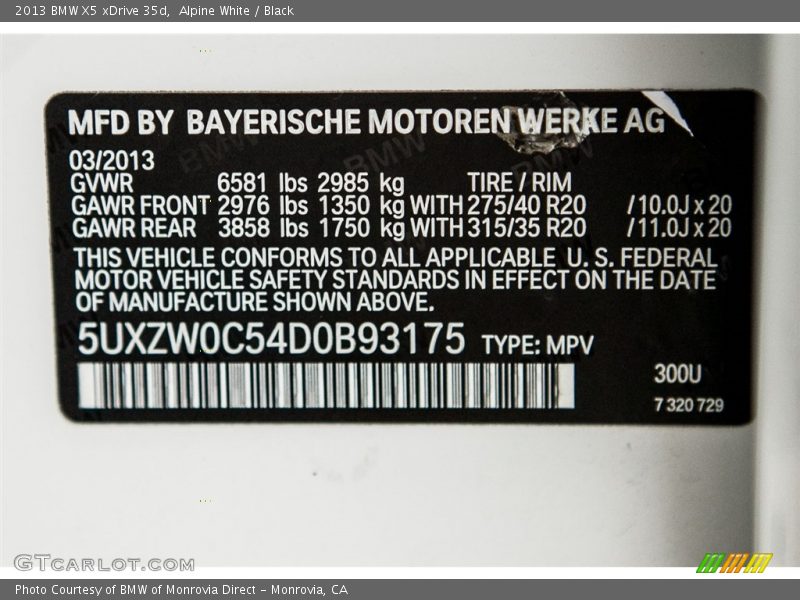 2013 BMW X5 xDrive 35d, Alpine White / Black
MFD BY BAYERISCHE MOTOREN WERKE AG
03/2013
GVWR 6581 lbs 2985 kg TIRE / RIM
GAWR FRONT 2976 lbs 1350 kg WITH 275/40 R20 /10.0J x 20
GAWR REAR 3858 lbs 1750 kg WITH 315/35 R20 /11.0J x 20
THIS VEHICLE CONFORMS TO ALL APPLICABLE U. S. FEDERAL
MOTOR VEHICLE SAFETY STANDARDS IN EFFECT ON THE DATE
OF MANUFACTURE SHOWN ABOVE.
5UXZW0C54D0B93175 TYPE: MPV
300U
7 320 729
GTCARLOT.COM
Photo Courtesy of BMW of Monrovia Direct – Monrovia, CA